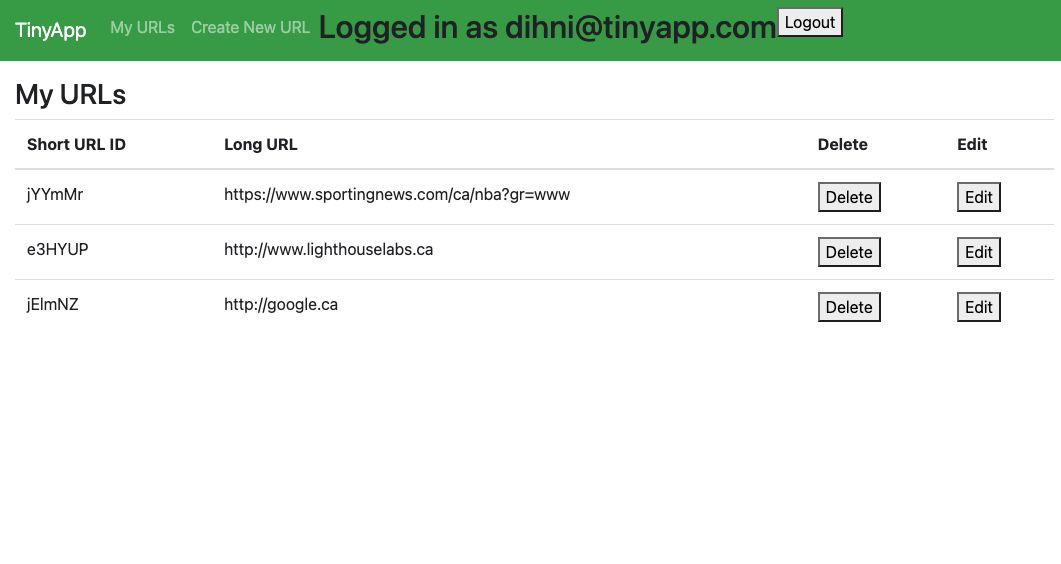 TinyApp My URLs Create New URL Logged in as dihni@tinyapp.com Logout
My URLs
Short URL ID Long URL Delete Edit
jYYmMr https://www.sportingnews.com/ca/nba?gr=www Delete Edit
e3HYUP http://www.lighthouselabs.ca Delete Edit
jElmNZ http://google.ca Delete Edit